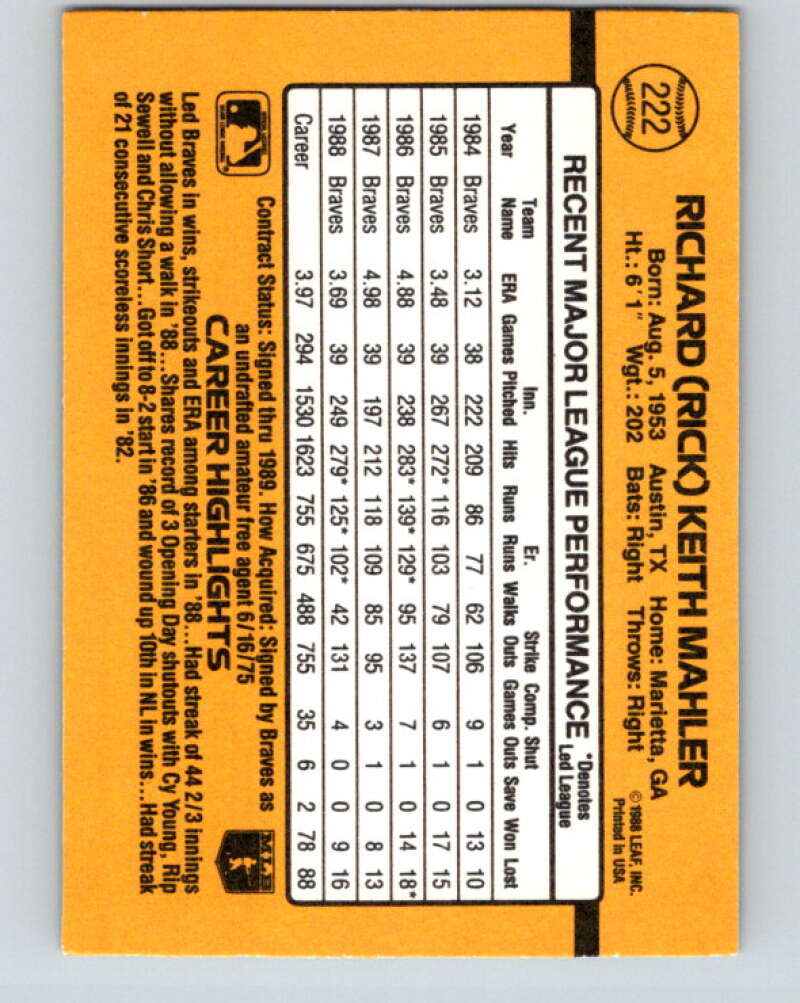 222
RICHARD (RICK) KEITH MAHLER
Born: Aug. 5, 1953 Austin, TX Home: Marietta, GA
Ht.: 6'1" Wgt.: 202 Bats: Right Throws: Right
©1988 LEAF, INC.
Printed in USA
RECENT MAJOR LEAGUE PERFORMANCE *Denotes Led League
Team Inn. Er. Strike Comp. Shut
Year Name ERA Games Pitched Hits Runs Runs Walks Outs Games Outs Save Won Lost
1984 Braves 3.12 38 222 209 86 77 62 106 9 1 0 13 10
1985 Braves 3.48 39 267 272* 116 103 79 107 6 1 0 17 15
1986 Braves 4.88 39 238 283* 139* 129* 95 137 7 1 0 14 18*
1987 Braves 4.98 39 197 212 118 109 85 95 3 1 0 8 13
1988 Braves 3.69 39 249 279* 125* 102* 42 131 4 0 0 9 16
Career 3.97 294 1530 1623 755 675 488 755 35 6 2 78 88
Contract Status: Signed thru 1989. How Acquired: Signed by Braves as
an undrafted amateur free agent 6/16/75
CAREER HIGHLIGHTS
MLB
Led Braves in wins, strikeouts and ERA among starters in '88...Had streak of 44 2/3 innings
without allowing a walk in '88...Shares record of 3 Opening Day shutouts with Cy Young, Rip
Sewell and Chris Short...Got off to 8-2 start in '86 and wound up 10th in NL in wins...Had streak
of 21 consecutive scoreless innings in '82.